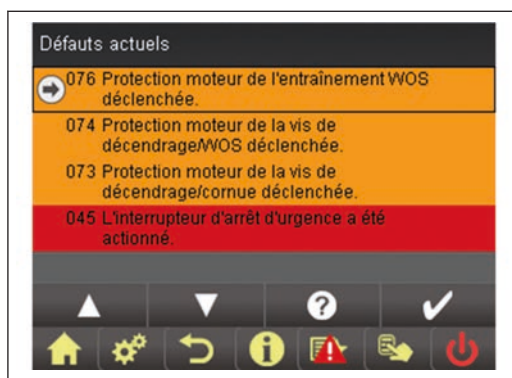 Défauts actuels
076 Protection moteur de l'entraînement WOS
déclenchée.
074 Protection moteur de la vis de
décendrage/WOS déclenchée.
073 Protection moteur de la vis de
décendrage/cornue déclenchée.
045 L'interrupteur d'arrêt d'urgence a été
actionné.